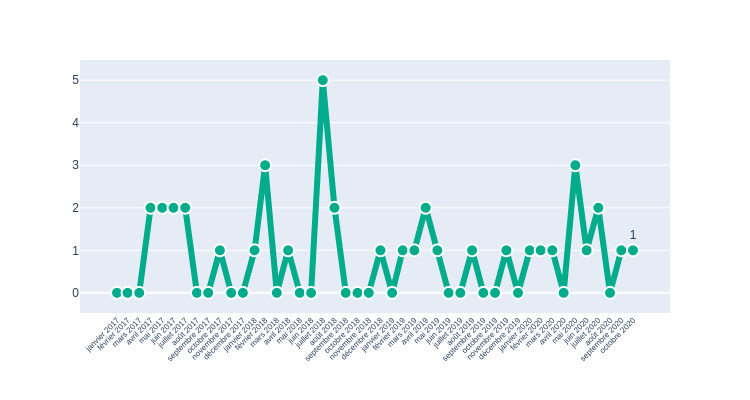 5
4
3
2
1
0
1
janvier 2017
février 2017
mars 2017
avril 2017
mai 2017
juin 2017
juillet 2017
août 2017
septembre 2017
octobre 2017
novembre 2017
décembre 2017
janvier 2018
février 2018
mars 2018
avril 2018
mai 2018
juin 2018
juillet 2018
août 2018
septembre 2018
octobre 2018
novembre 2018
décembre 2018
janvier 2019
février 2019
mars 2019
avril 2019
mai 2019
juin 2019
juillet 2019
août 2019
septembre 2019
octobre 2019
novembre 2019
décembre 2019
janvier 2020
février 2020
mars 2020
avril 2020
mai 2020
juin 2020
juillet 2020
août 2020
septembre 2020
octobre 2020